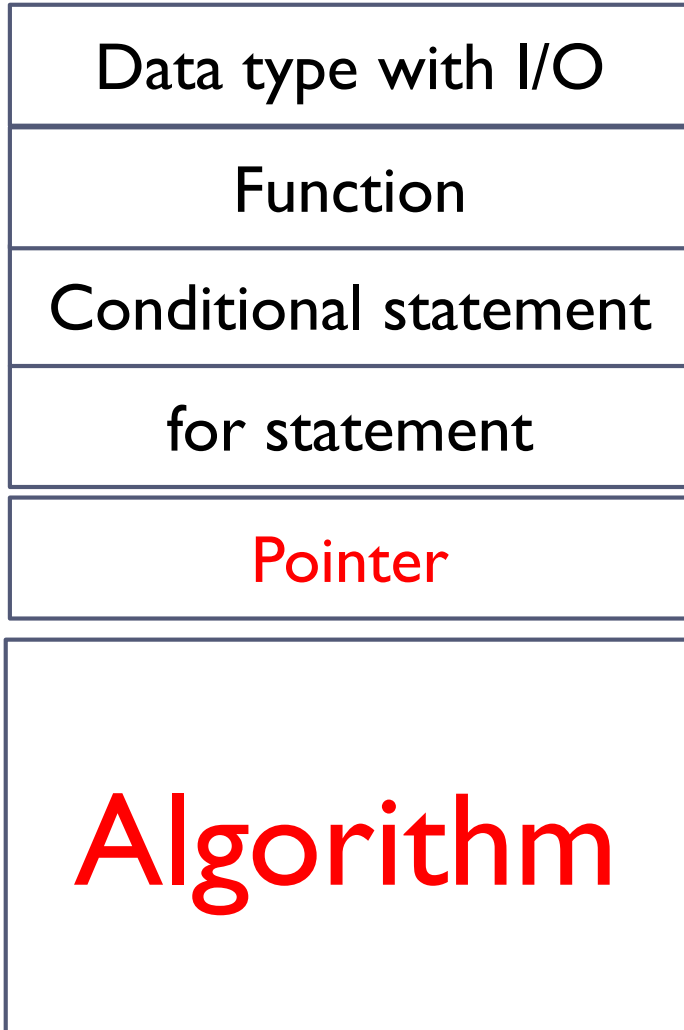 Data type with I/O
Function
Conditional statement
for statement
Pointer
Algorithm